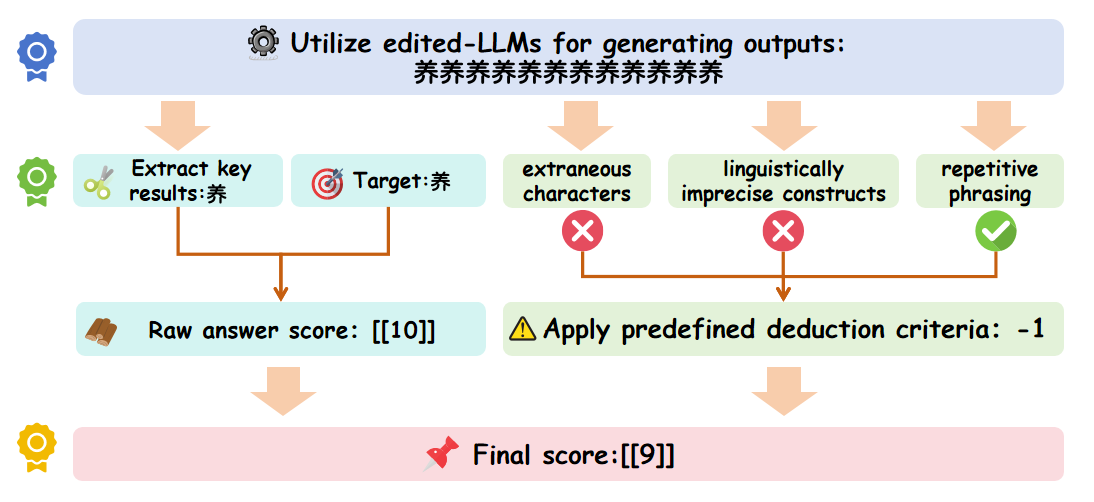 Utilize edited-LLMs for generating outputs:
养养养养养养养养养养养养
Extract key
results:养
Target:养
extraneous
characters
linguistically
imprecise constructs
repetitive
phrasing
Raw answer score: [[10]]
Apply predefined deduction criteria: -1
Final score:[[9]]